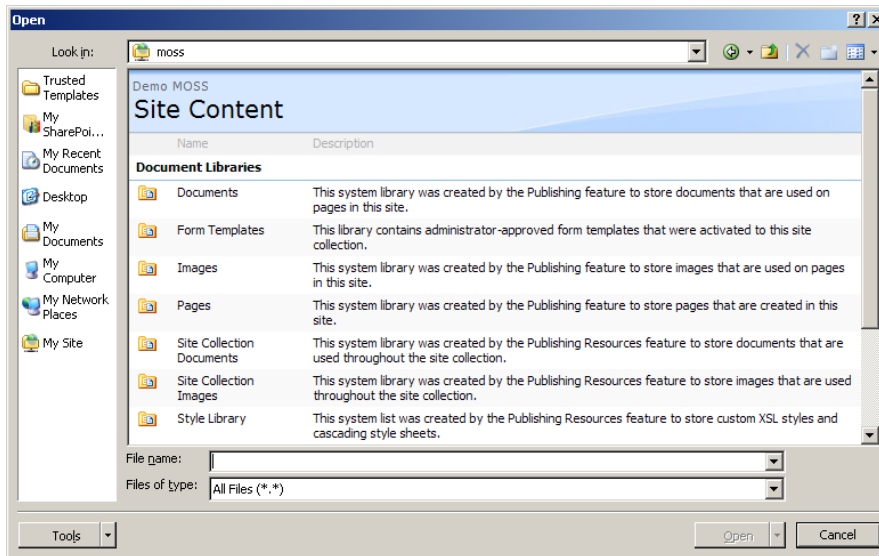 Open
Look in:
moss
Trusted
Templates
My
SharePoi...
My Recent
Documents
Desktop
My
Documents
My
Computer
My Network
Places
My Site
Demo MOSS
Site Content
Name Description
Document Libraries
Documents This system library was created by the Publishing feature to store documents that are used on
pages in this site.
Form Templates This library contains administrator-approved form templates that were activated to this site
collection.
Images This system library was created by the Publishing feature to store images that are used on pages
in this site.
Pages This system library was created by the Publishing feature to store pages that are created in this
site.
Site Collection This system library was created by the Publishing Resources feature to store documents that are
Documents used throughout the site collection.
Site Collection This system library was created by the Publishing Resources feature to store images that are used
Images throughout the site collection.
Style Library This system list was created by the Publishing Resources feature to store custom XSL styles and
cascading style sheets.
File name:
Files of type: All Files (*.*)
Tools Open Cancel